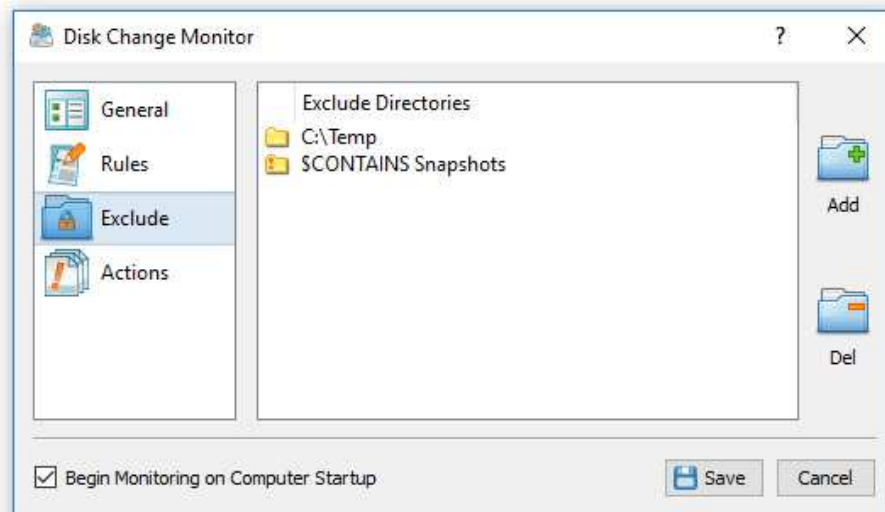 Disk Change Monitor
?
General
Rules
Exclude
Actions
Exclude Directories
C:\Temp
$CONTAINS Snapshots
Add
Del
Begin Monitoring on Computer Startup
Save
Cancel